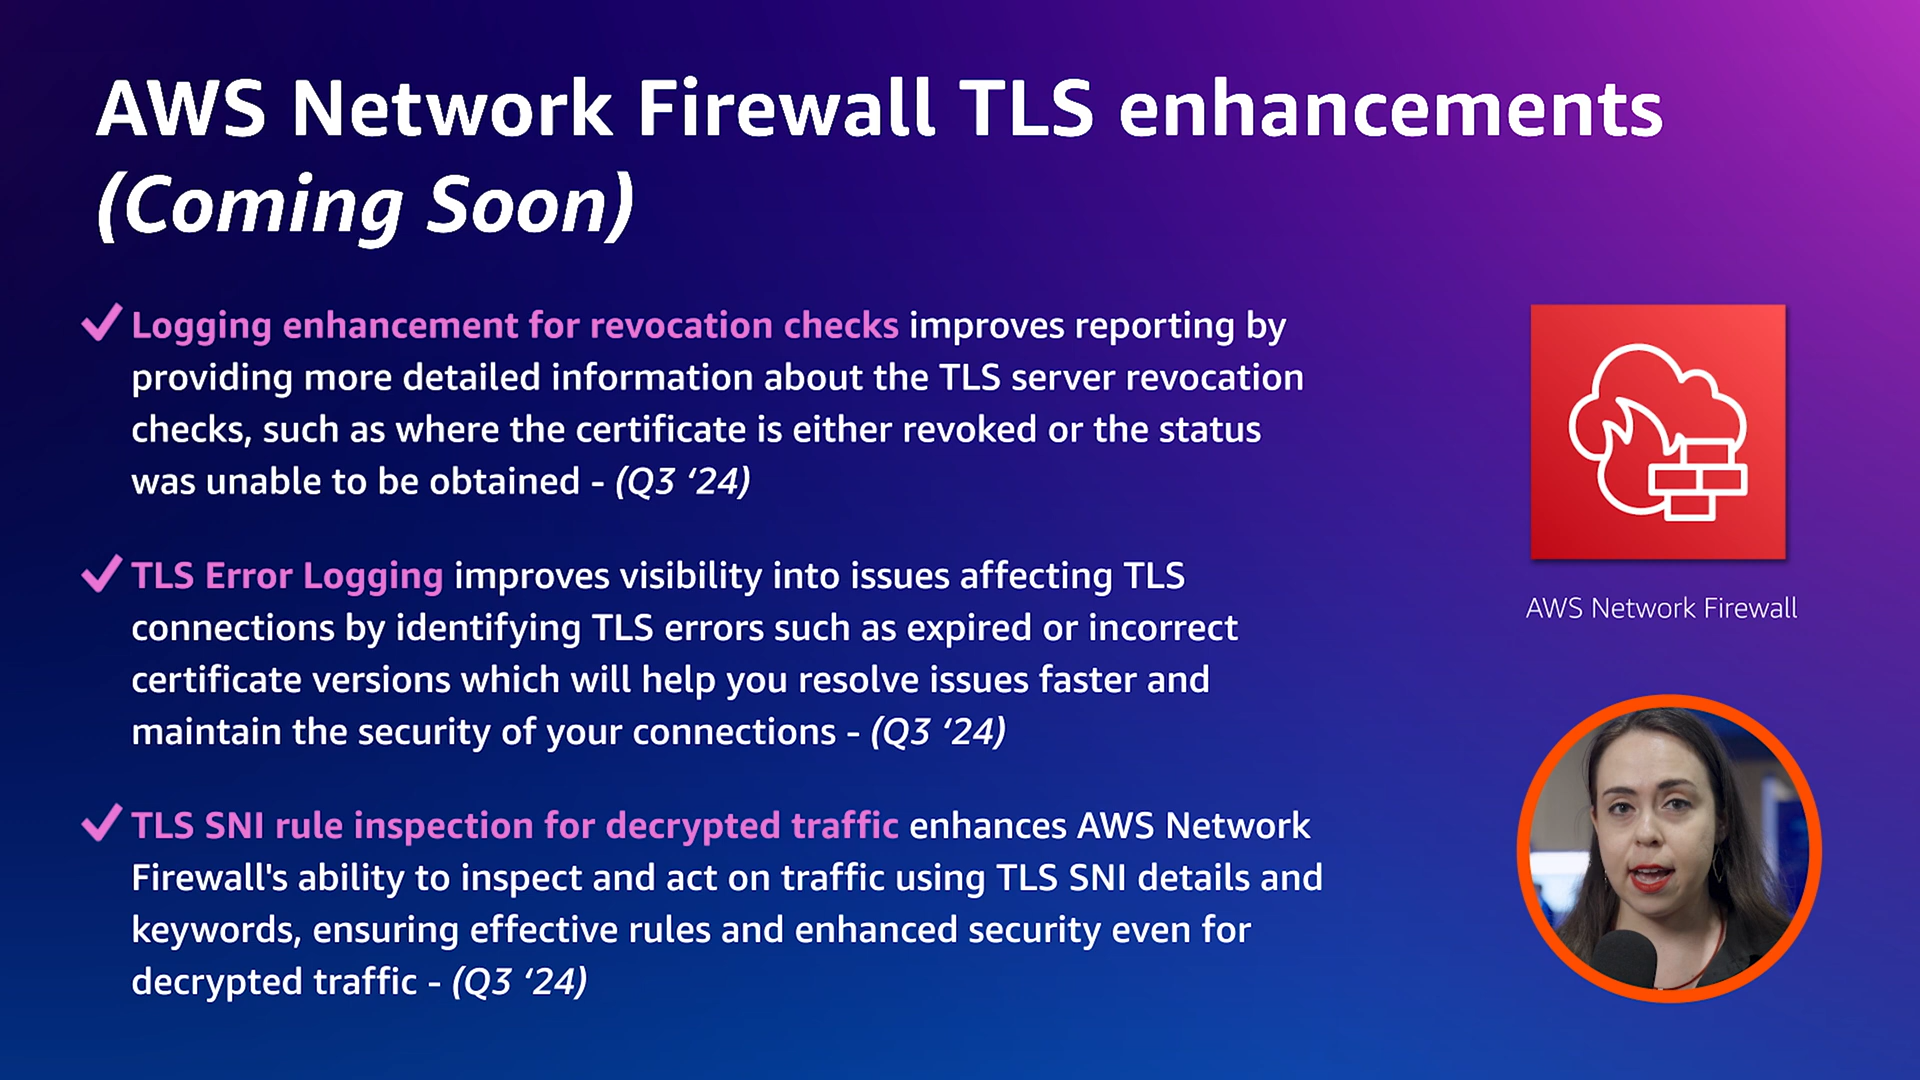 AWS Network Firewall TLS enhancements
(Coming Soon)
Logging enhancement for revocation checks improves reporting by
providing more detailed information about the TLS server revocation
checks, such as where the certificate is either revoked or the status
was unable to be obtained - (Q3 ‘24)
TLS Error Logging improves visibility into issues affecting TLS
connections by identifying TLS errors such as expired or incorrect
certificate versions which will help you resolve issues faster and
maintain the security of your connections - (Q3 ‘24)
TLS SNI rule inspection for decrypted traffic enhances AWS Network
Firewall's ability to inspect and act on traffic using TLS SNI details and
keywords, ensuring effective rules and enhanced security even for
decrypted traffic - (Q3 ‘24)
AWS Network Firewall